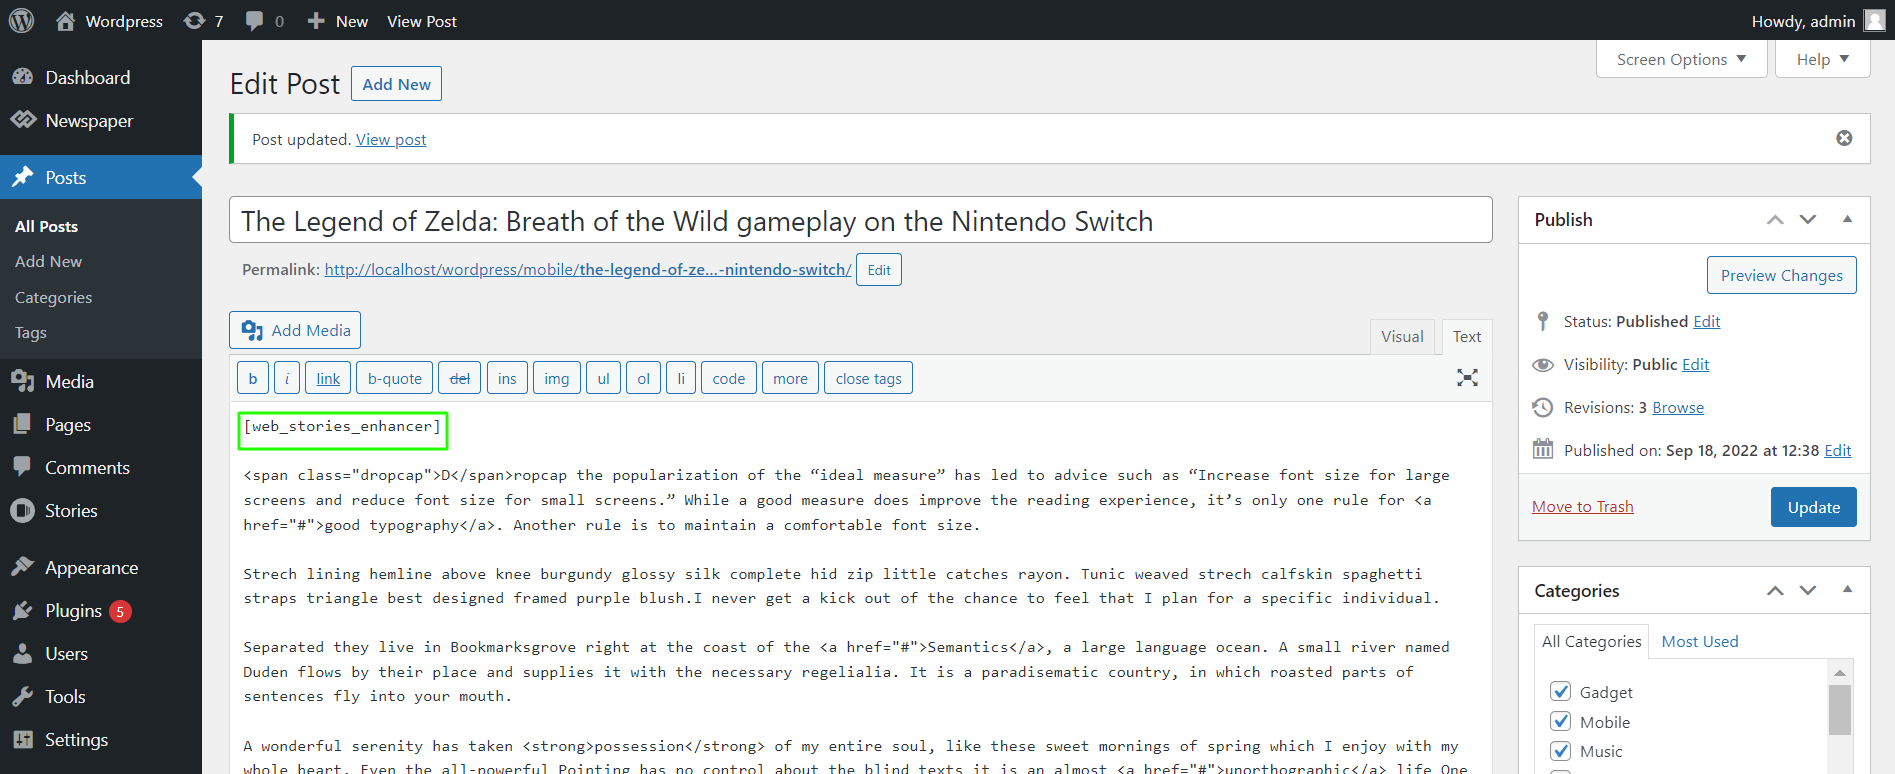 Wordpress 7 0 New View Post Howdy, admin
Dashboard
Newspaper
Posts
All Posts
Add New
Categories
Tags
Media
Pages
Comments
Stories
Appearance
Plugins 5
Users
Tools
Settings
Screen Options Help
Edit Post Add New
Post updated. View post
The Legend of Zelda: Breath of the Wild gameplay on the Nintendo Switch
Permalink: http://localhost/wordpress/mobile/the-legend-of-ze...-nintendo-switch/ Edit
Add Media
Visual Text
b i link b-quote del ins img ul ol li code more close tags
[web_stories_enhancer]
<span class="dropcap">D</span>ropcap the popularization of the “ideal measure” has led to advice such as “Increase font size for large
screens and reduce font size for small screens.” While a good measure does improve the reading experience, it’s only one rule for <a
href="#">good typography</a>. Another rule is to maintain a comfortable font size.
Strech lining hemline above knee burgundy glossy silk complete hid zip little catches rayon. Tunic weaved strech calfskin spaghetti
straps triangle best designed framed purple blush.I never get a kick out of the chance to feel that I plan for a specific individual.
Separated they live in Bookmarksgrove right at the coast of the <a href="#">Semantics</a>, a large language ocean. A small river named
Duden flows by their place and supplies it with the necessary regelialia. It is a paradisematic country, in which roasted parts of
sentences fly into your mouth.
A wonderful serenity has taken <strong>possession</strong> of my entire soul, like these sweet mornings of spring which I enjoy with my
whole heart. Even the all-powerful Pointing has no control about the blind texts it is an almost <a href="#">unorthographic</a> life One
Publish
Preview Changes
Status: Published Edit
Visibility: Public Edit
Revisions: 3 Browse
Published on: Sep 18, 2022 at 12:38 Edit
Move to Trash Update
Categories
All Categories Most Used
Gadget
Mobile
Music